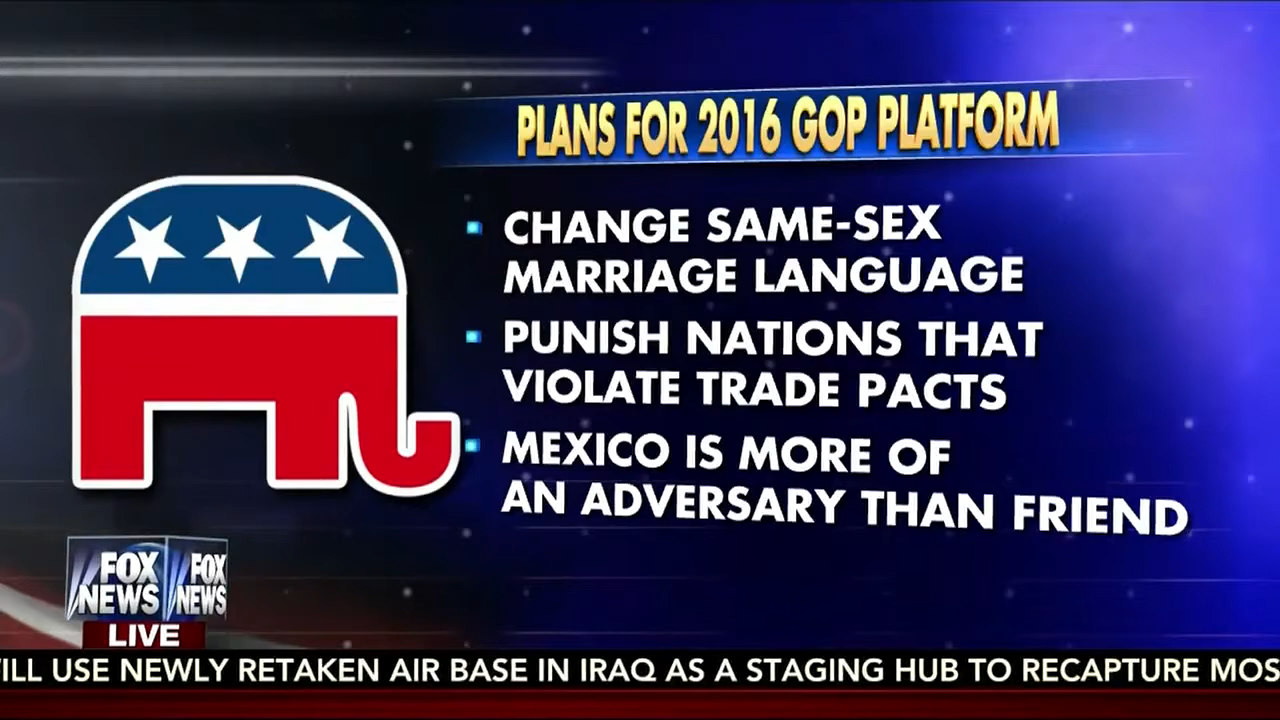 PLANS FOR 2016 GOP PLATFORM
CHANGE SAME-SEX
MARRIAGE LANGUAGE
PUNISH NATIONS THAT
VIOLATE TRADE PACTS
MEXICO IS MORE OF
AN ADVERSARY THAN FRIEND
FOX NEWS
FOX NEWS
LIVE
USE NEWLY RETAKEN AIR BASE IN IRAQ AS A STAGING HUB TO RECAPTURE